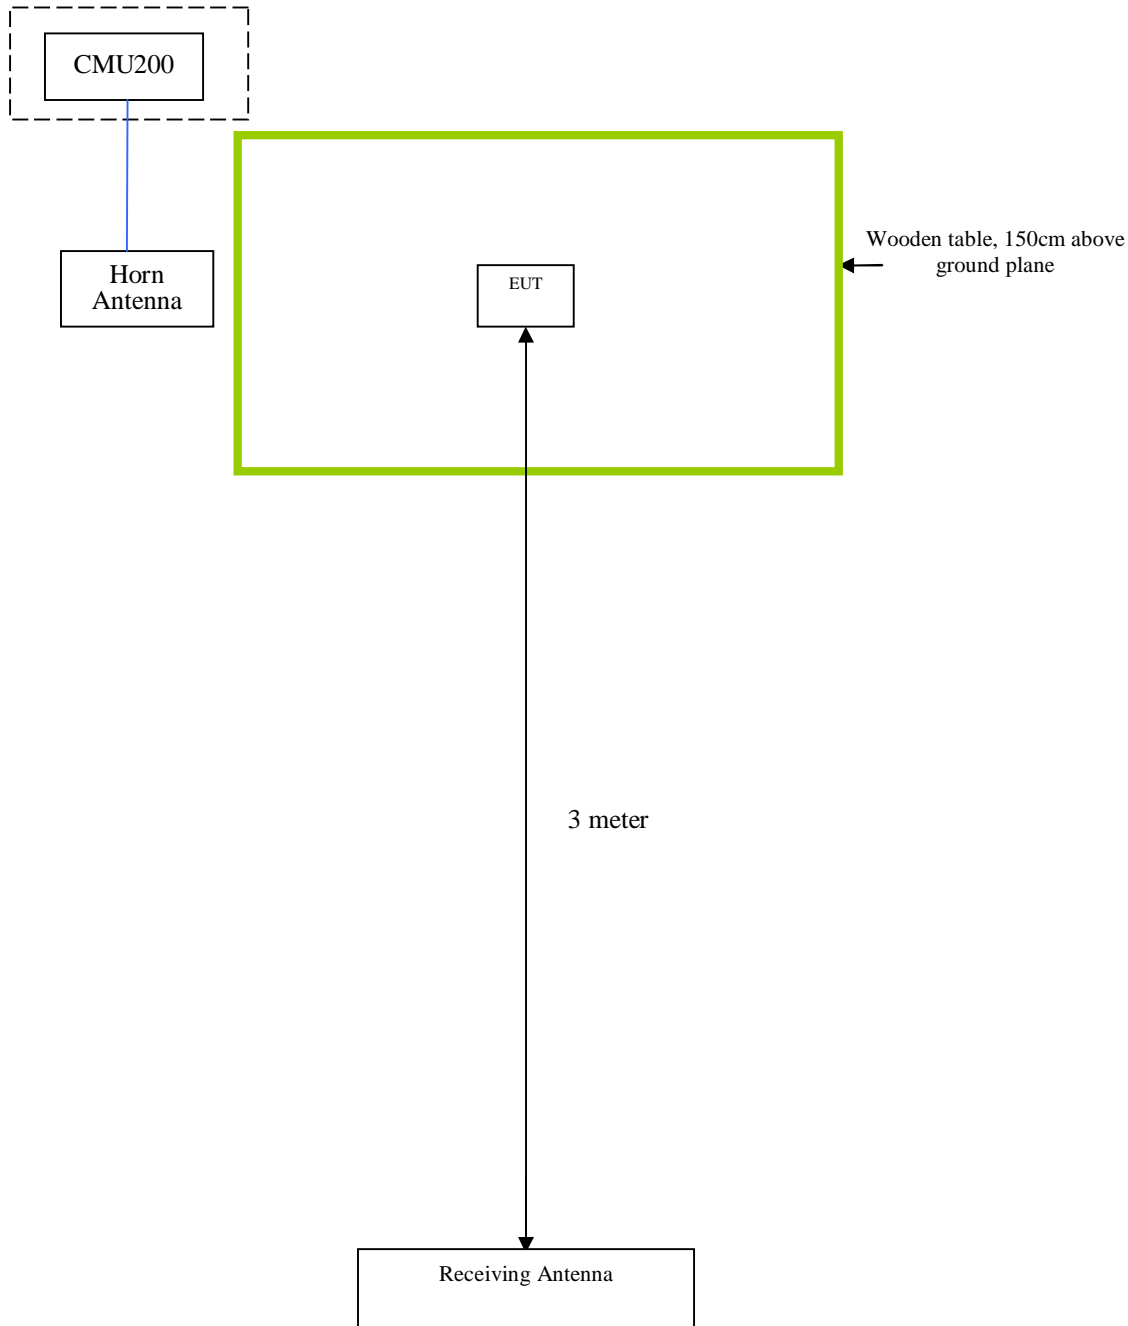 CMU200
Wooden table, 150cm above
ground plane
Horn
Antenna
EUT
3 meter
Receiving Antenna